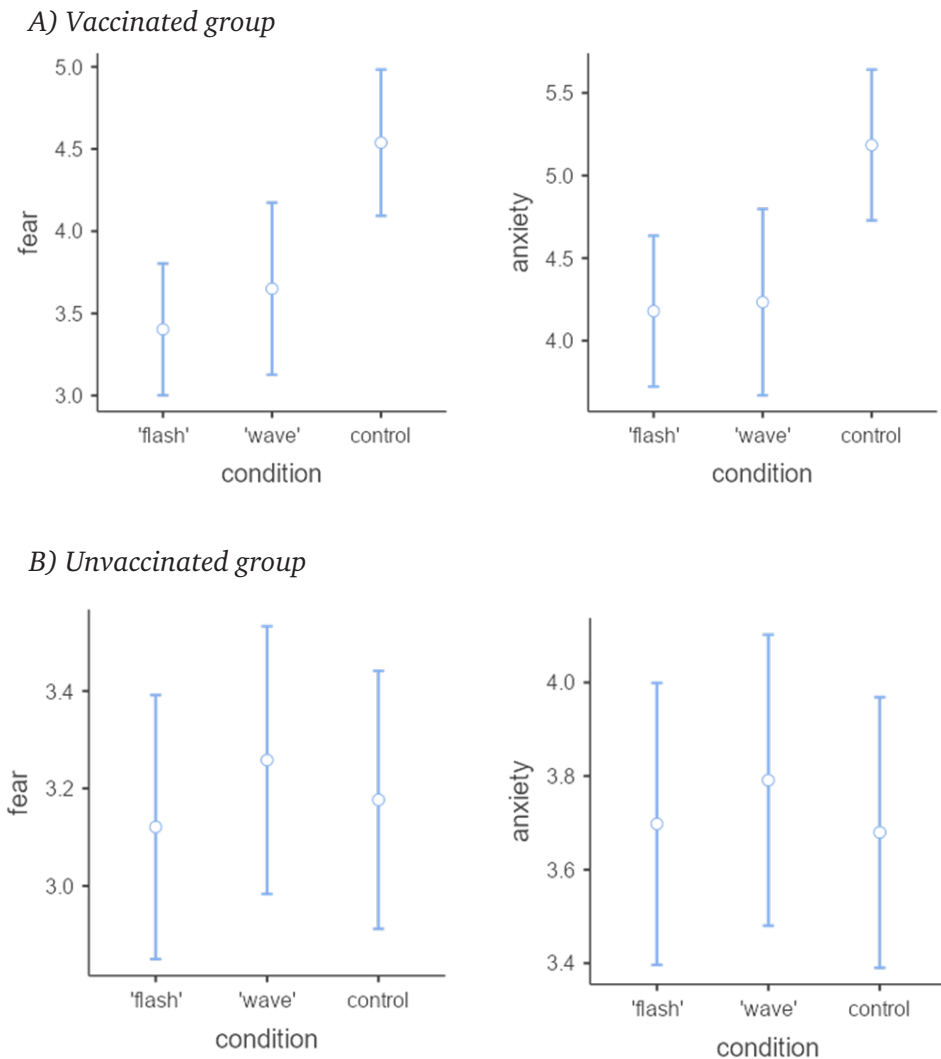 A) Vaccinated group
5.0
4.5
4.0
3.5
3.0
fear
'flash' 'wave' control
condition
5.5
5.0
4.5
4.0
anxiety
'flash' 'wave' control
condition
B) Unvaccinated group
3.4
3.2
3.0
fear
'flash' 'wave' control
condition
4.0
3.8
3.6
3.4
anxiety
'flash' 'wave' control
condition